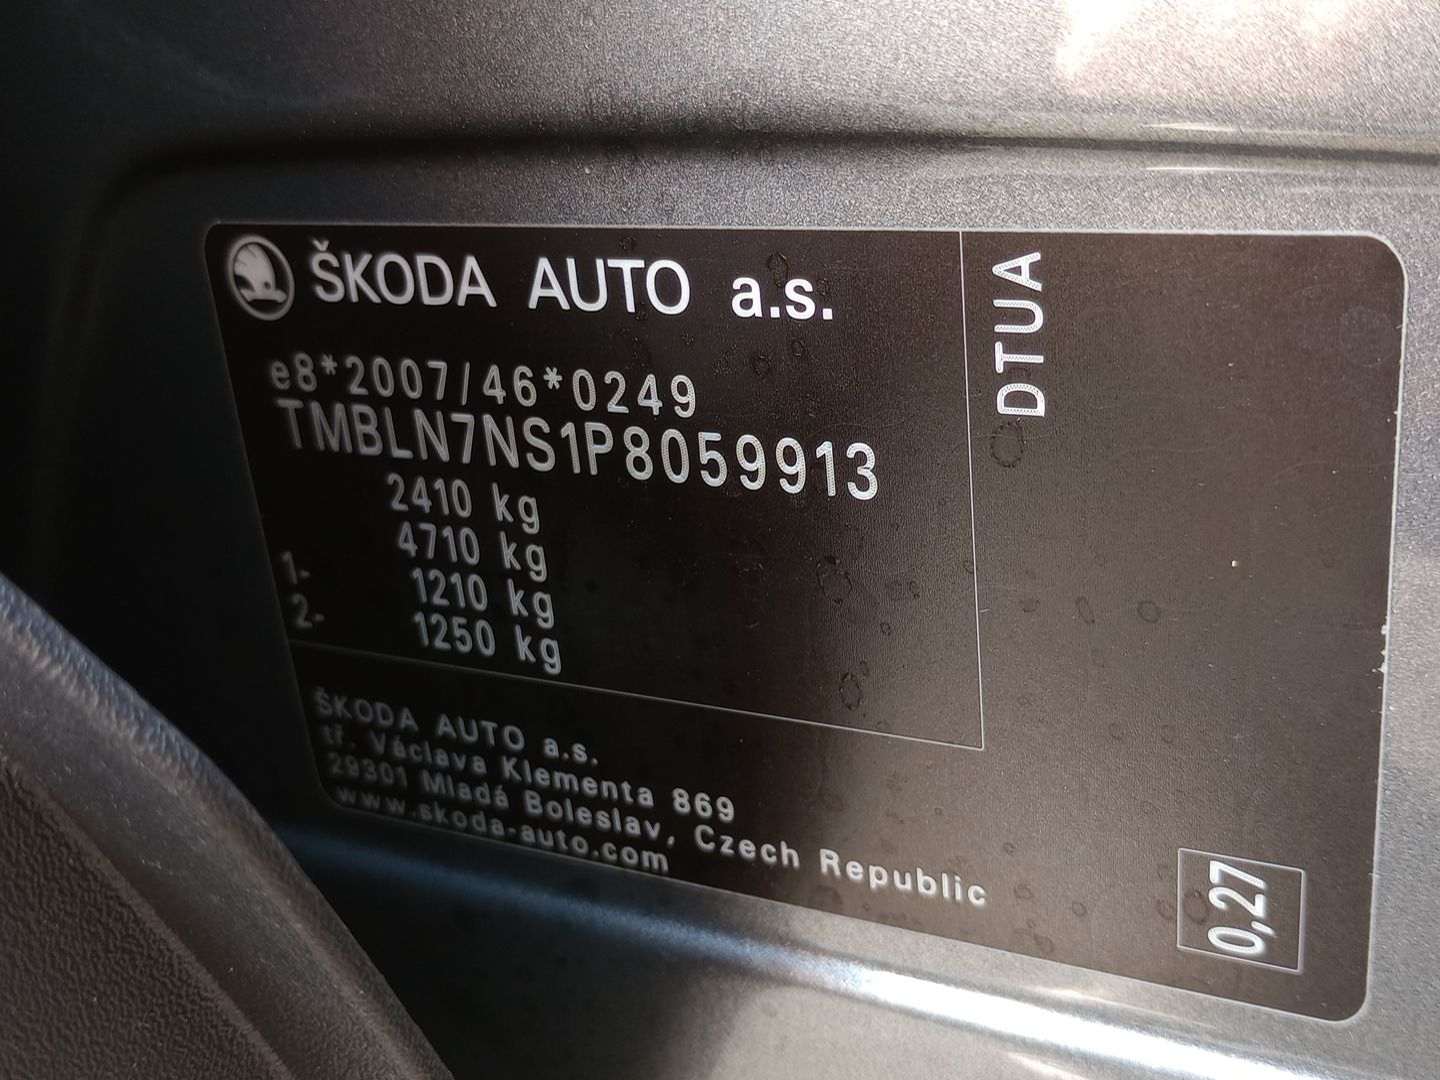 ŠKODA AUTO a.s.
e8*2007/46*0249
TMBLN7NS1P8059913
2410 kg
4710 kg
1- 1210 kg
2- 1250 kg
ŠKODA AUTO a.s.
tř. Václava Klementa 869
29301 Mladá Boleslav, Czech Republic
www.skoda-auto.com
DTUA
0,27